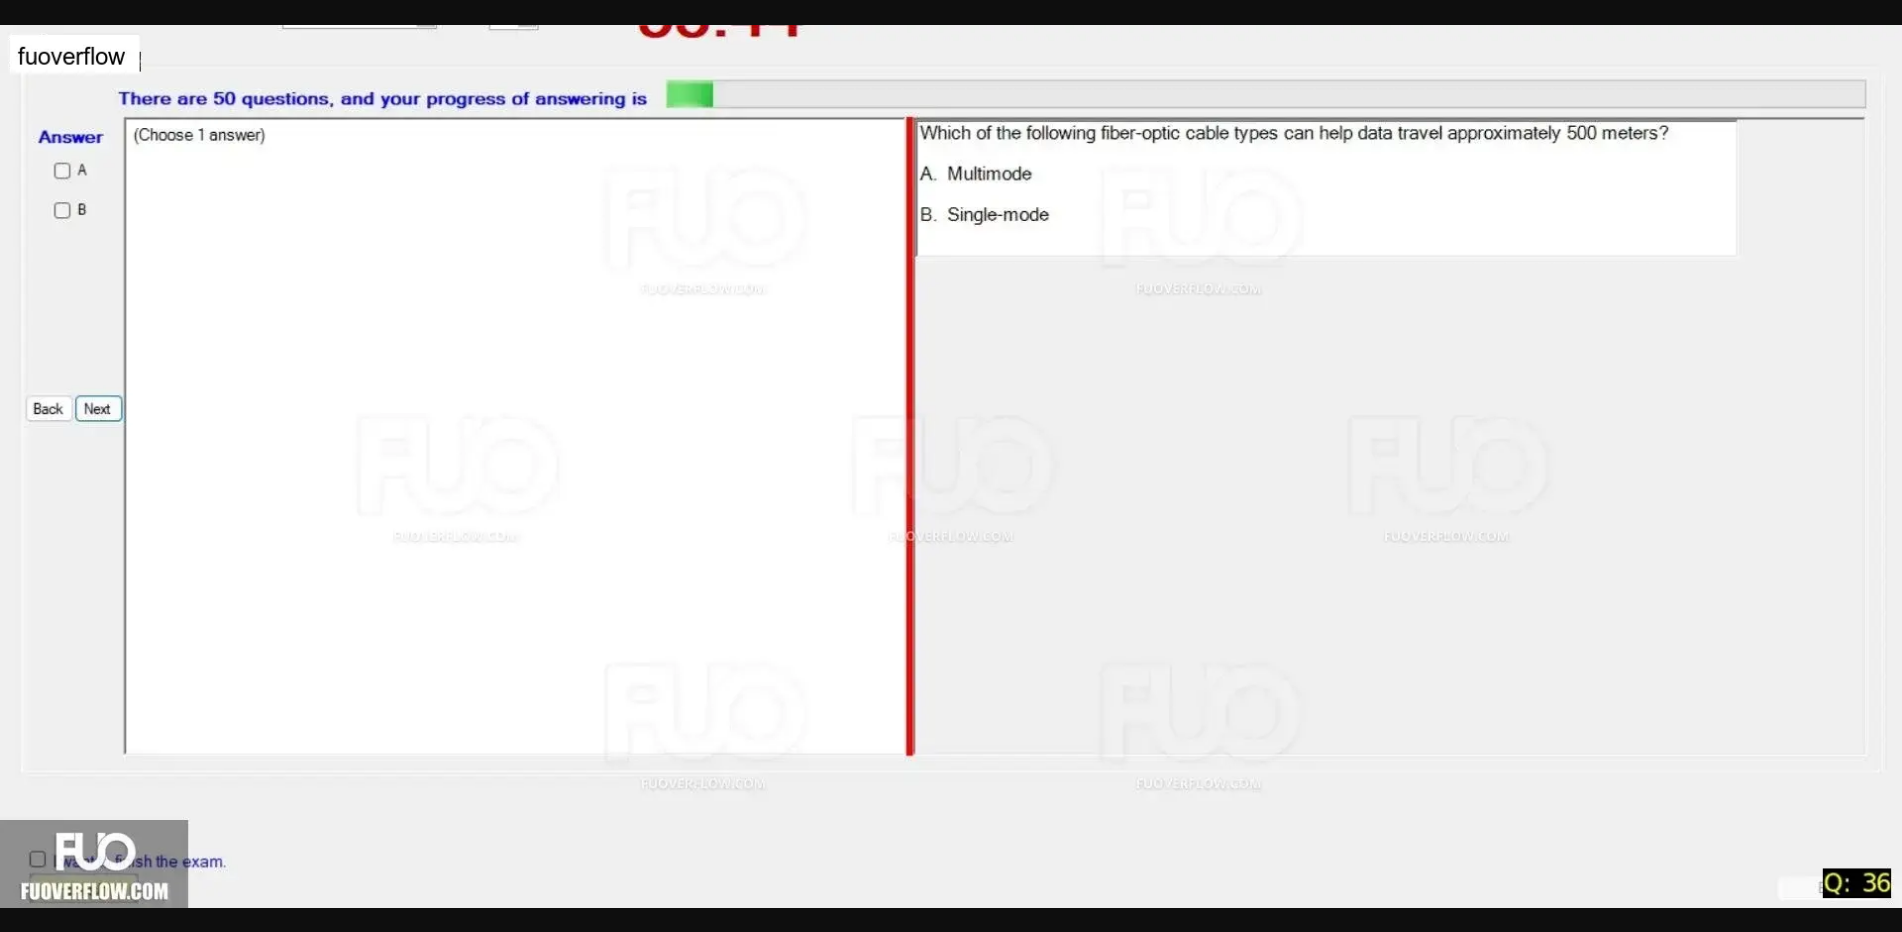 fuoverflow
There are 50 questions, and your progress of answering is
Answer
(Choose 1 answer)
A
B
Which of the following fiber-optic cable types can help data travel approximately 500 meters?
A. Multimode
B. Single-mode
Back Next
FUO
FUOVERFLOW.COM
FUO
FUOVERFLOW.COM
FUO
FUOVERFLOW.COM
FUO
FUOVERFLOW.COM
FUO
FUOVERFLOW.COM
FUO
FUOVERFLOW.COM
FUO
FUOVERFLOW.COM
the exam.
FUO
FUOVERFLOW.COM
Q: 36